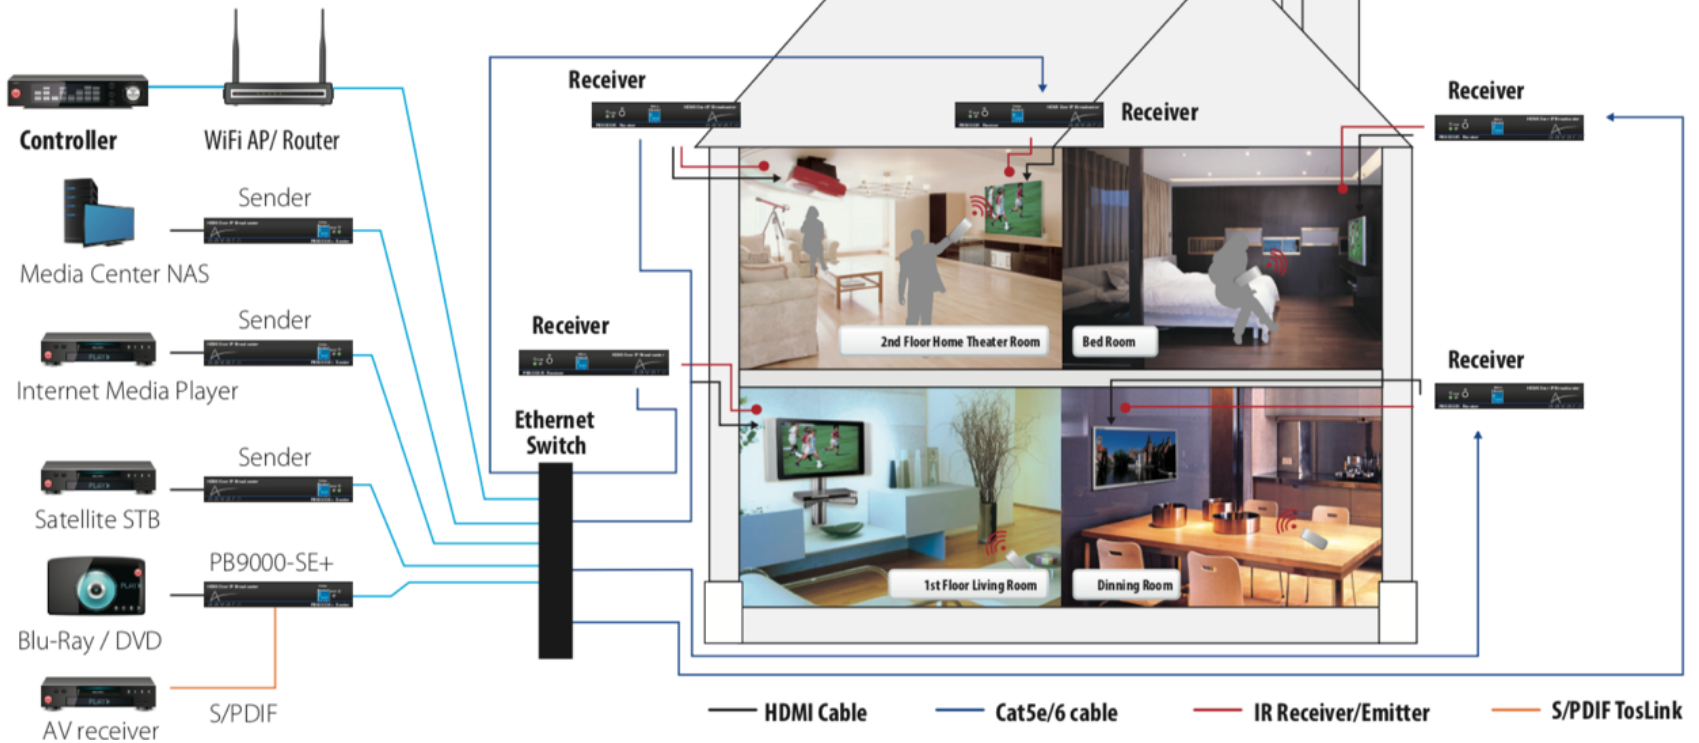 Controller
WiFi AP/ Router
Sender
Media Center NAS
Sender
Internet Media Player
Sender
Satellite STB
PB9000-SE+
Blu-Ray / DVD
AV receiver
S/PDIF
Ethernet
Switch
Receiver
Receiver
Receiver
Receiver
Receiver
2nd Floor Home Theater Room
Bed Room
1st Floor Living Room
Dinning Room
HDMI Cable
Cat5e/6 cable
IR Receiver/Emitter
S/PDIF TosLink